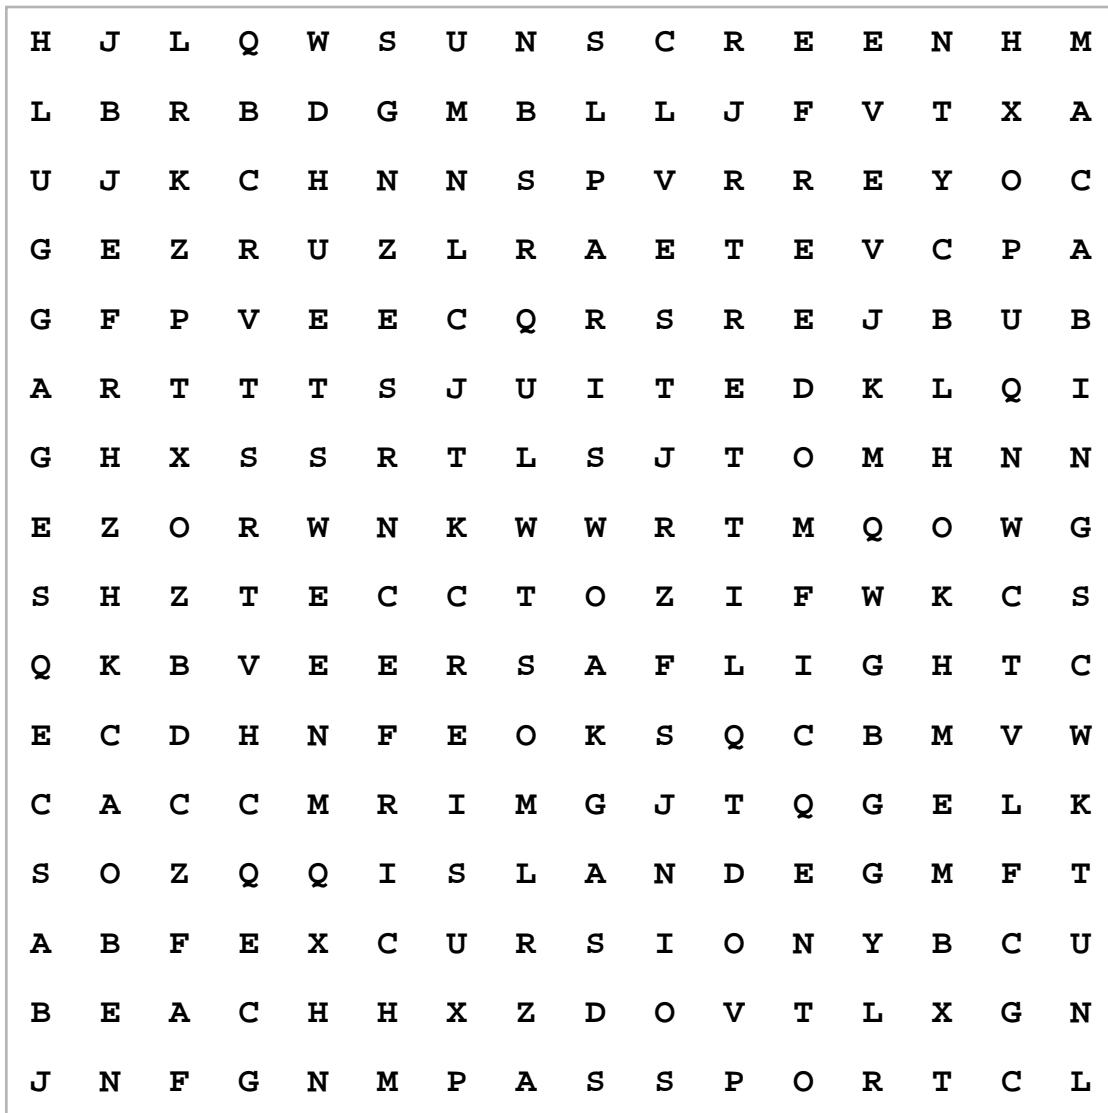 H J L Q W S U N S C R E E N H M
L B R B D G M B L L J F V T X A
U J K C H N N S P V R R E Y O C
G E Z R U Z L R A E T E V C P A
G F P V E E C Q R S R E J B U B
A R T T T S J U I T E D K L Q I
G H X S S R T L S J T O M H N N
E Z O R W N K W W R T M Q O W G
S H Z T E C C T O Z I F W K C S
Q K B V E E R S A F L I G H T C
E C D H N F E O K S Q C B M V W
C A C C M R I M G J T Q G E L K
S O Z Q Q I S L A N D E G M F T
A B F E X C U R S I O N Y B C U
B E A C H H X Z D O V T L X G N
J N F G N M P A S S P O R T C L